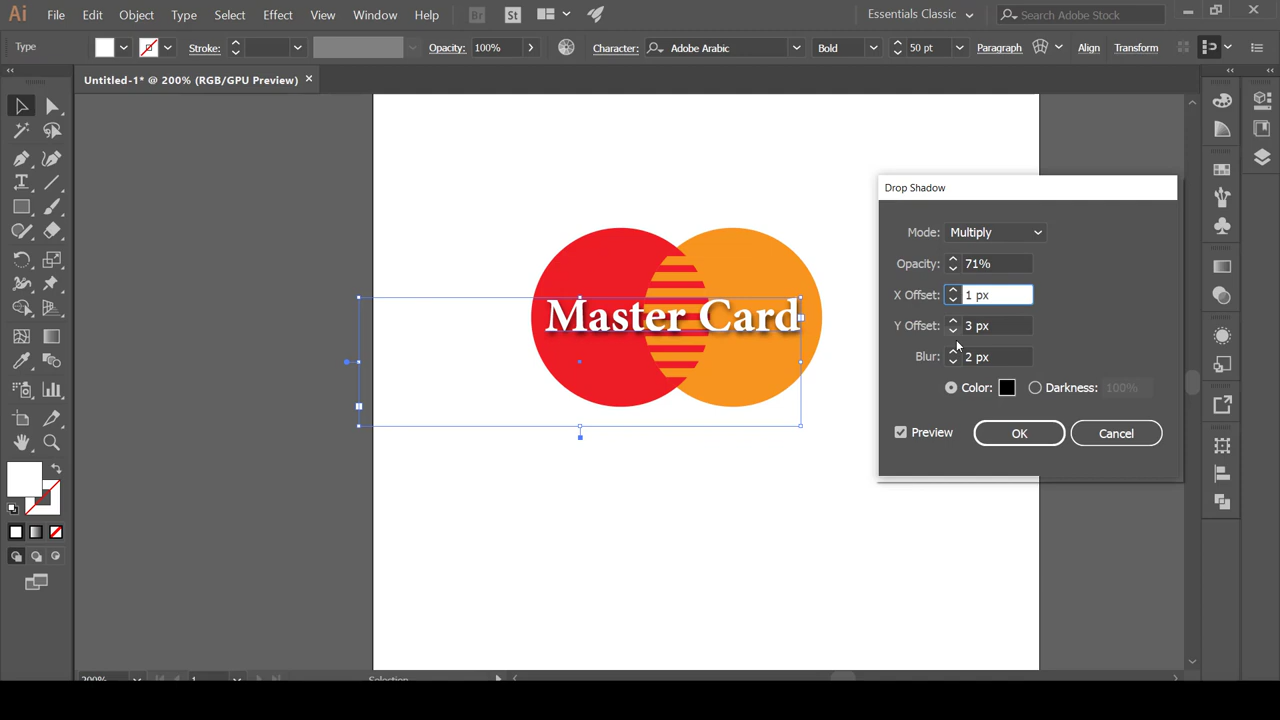 Ai File Edit Object Type Select Effect View Window Help Br St Essentials Classic Search Adobe Stock
Type Stroke: Opacity: 100% Character: Adobe Arabic Bold 50 pt Paragraph Align Transform
Untitled-1* @ 200% (RGB/GPU Preview) ×
Drop Shadow
Mode: Multiply
Opacity: 71%
X Offset: 1 px
Y Offset: 3 px
Blur: 2 px
Color: Darkness: 100%
Preview OK Cancel
Master Card
200% 1 Selection